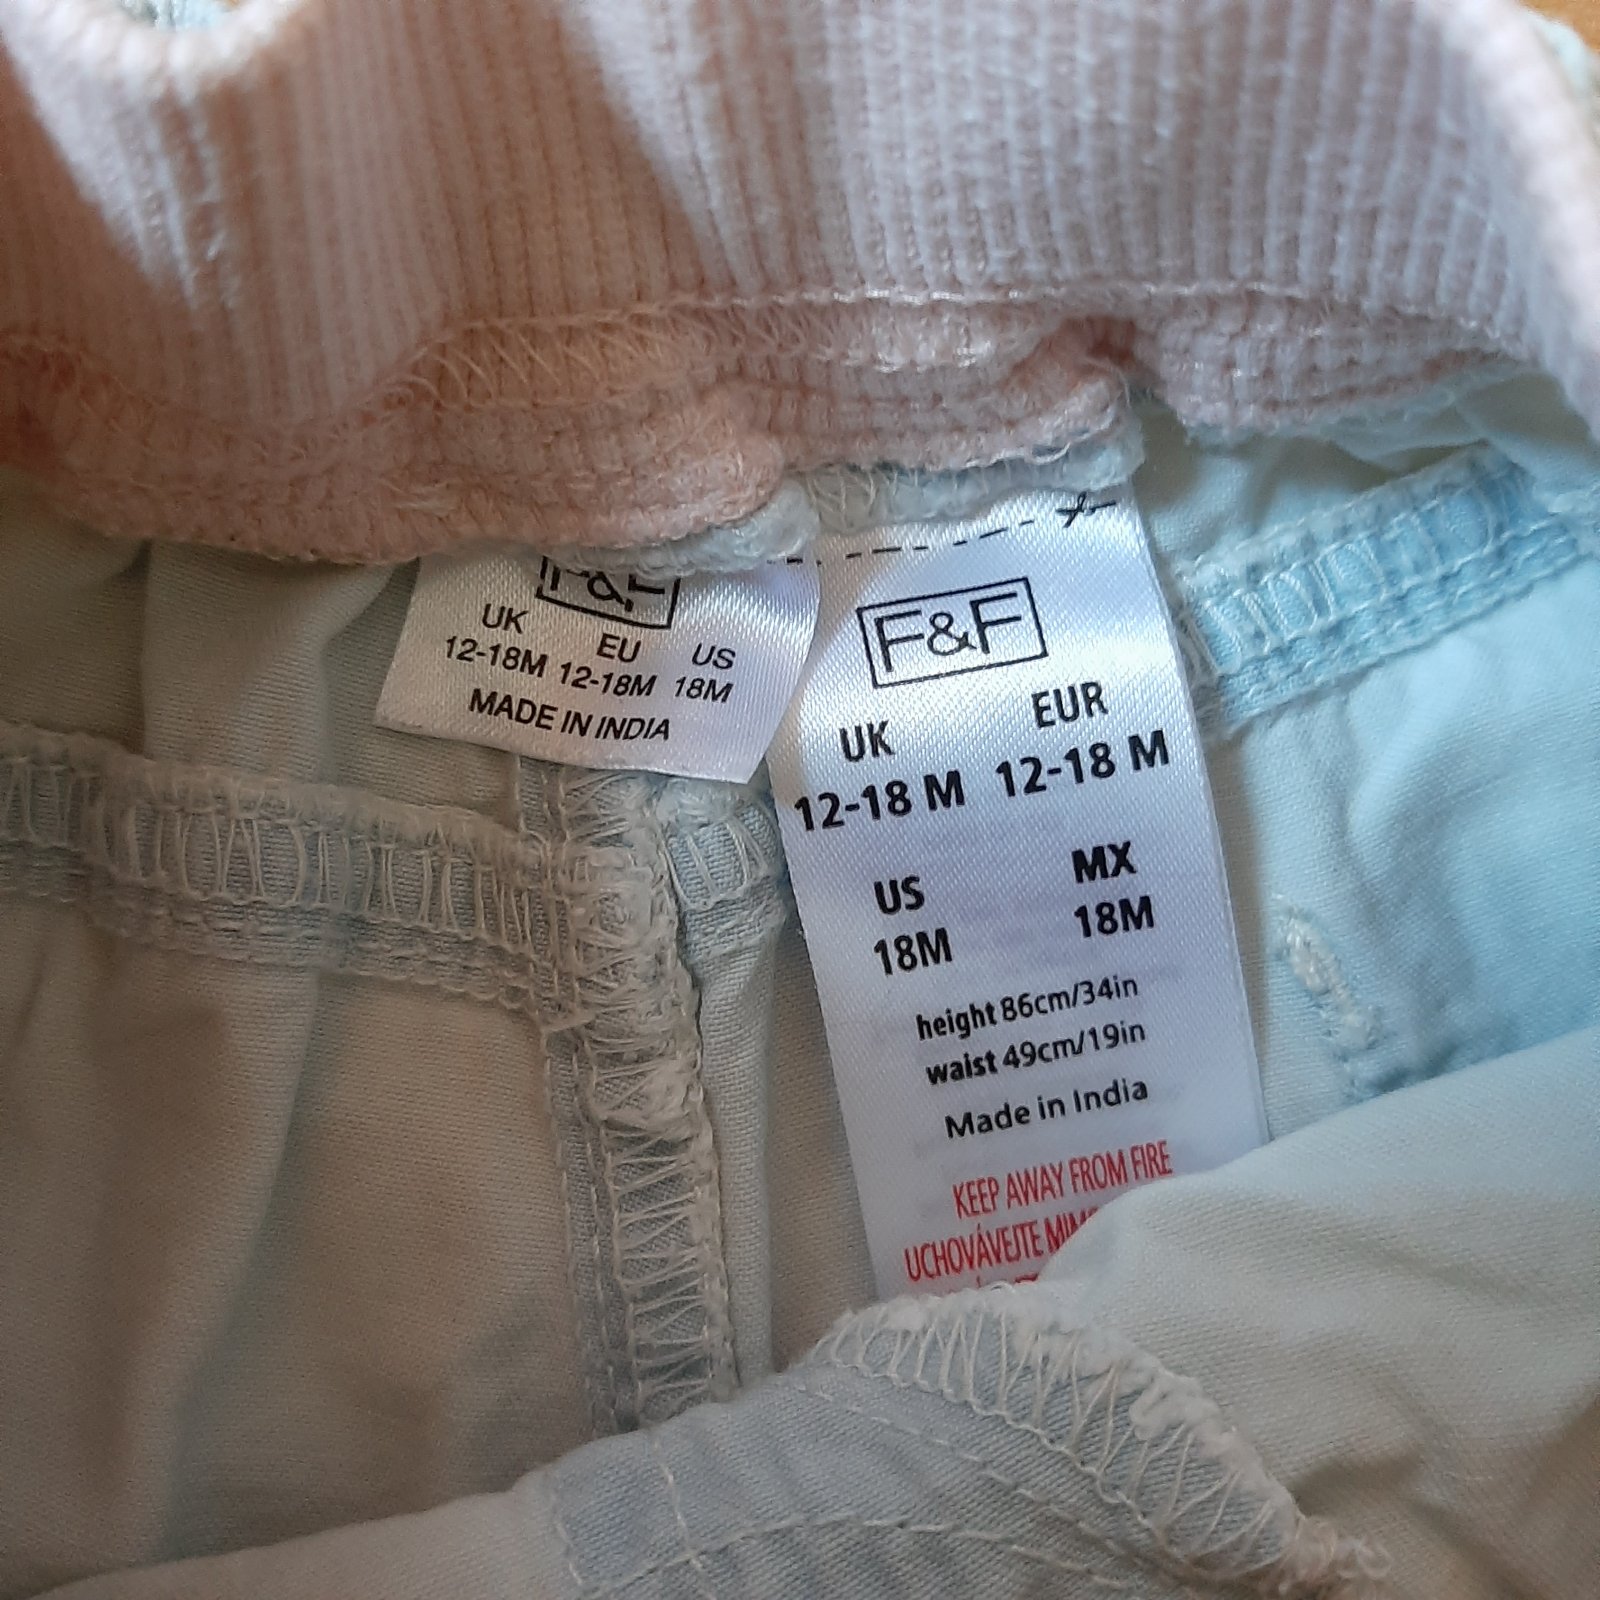 F&F
UK EU US
12-18M 12-18M 18M
MADE IN INDIA
F&F
UK EUR
12-18 M 12-18 M
US MX
18M 18M
height 86cm/34in
waist 49cm/19in
Made in India
KEEP AWAY FROM FIRE
UCHOVÁVEJTE